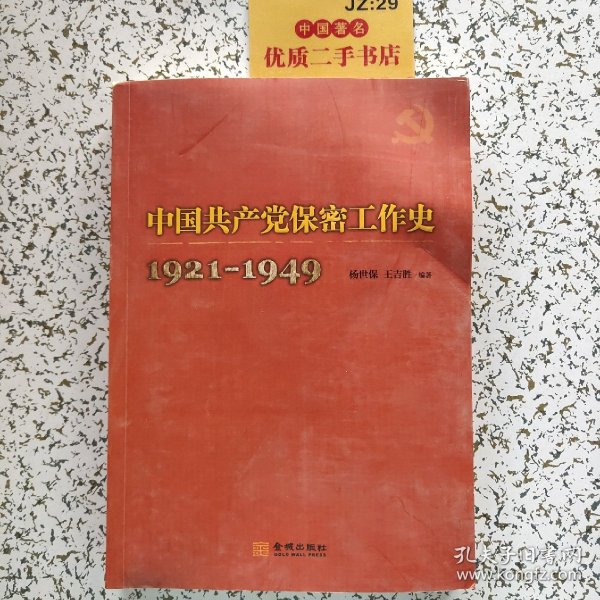 JZ:29
中国著名
优质二手书店
中国共产党保密工作史
1921-1949
杨世保 王吉胜 编著
金城出版社
GOLD WALL PRESS
孔夫子旧书网
www.kongfz.com